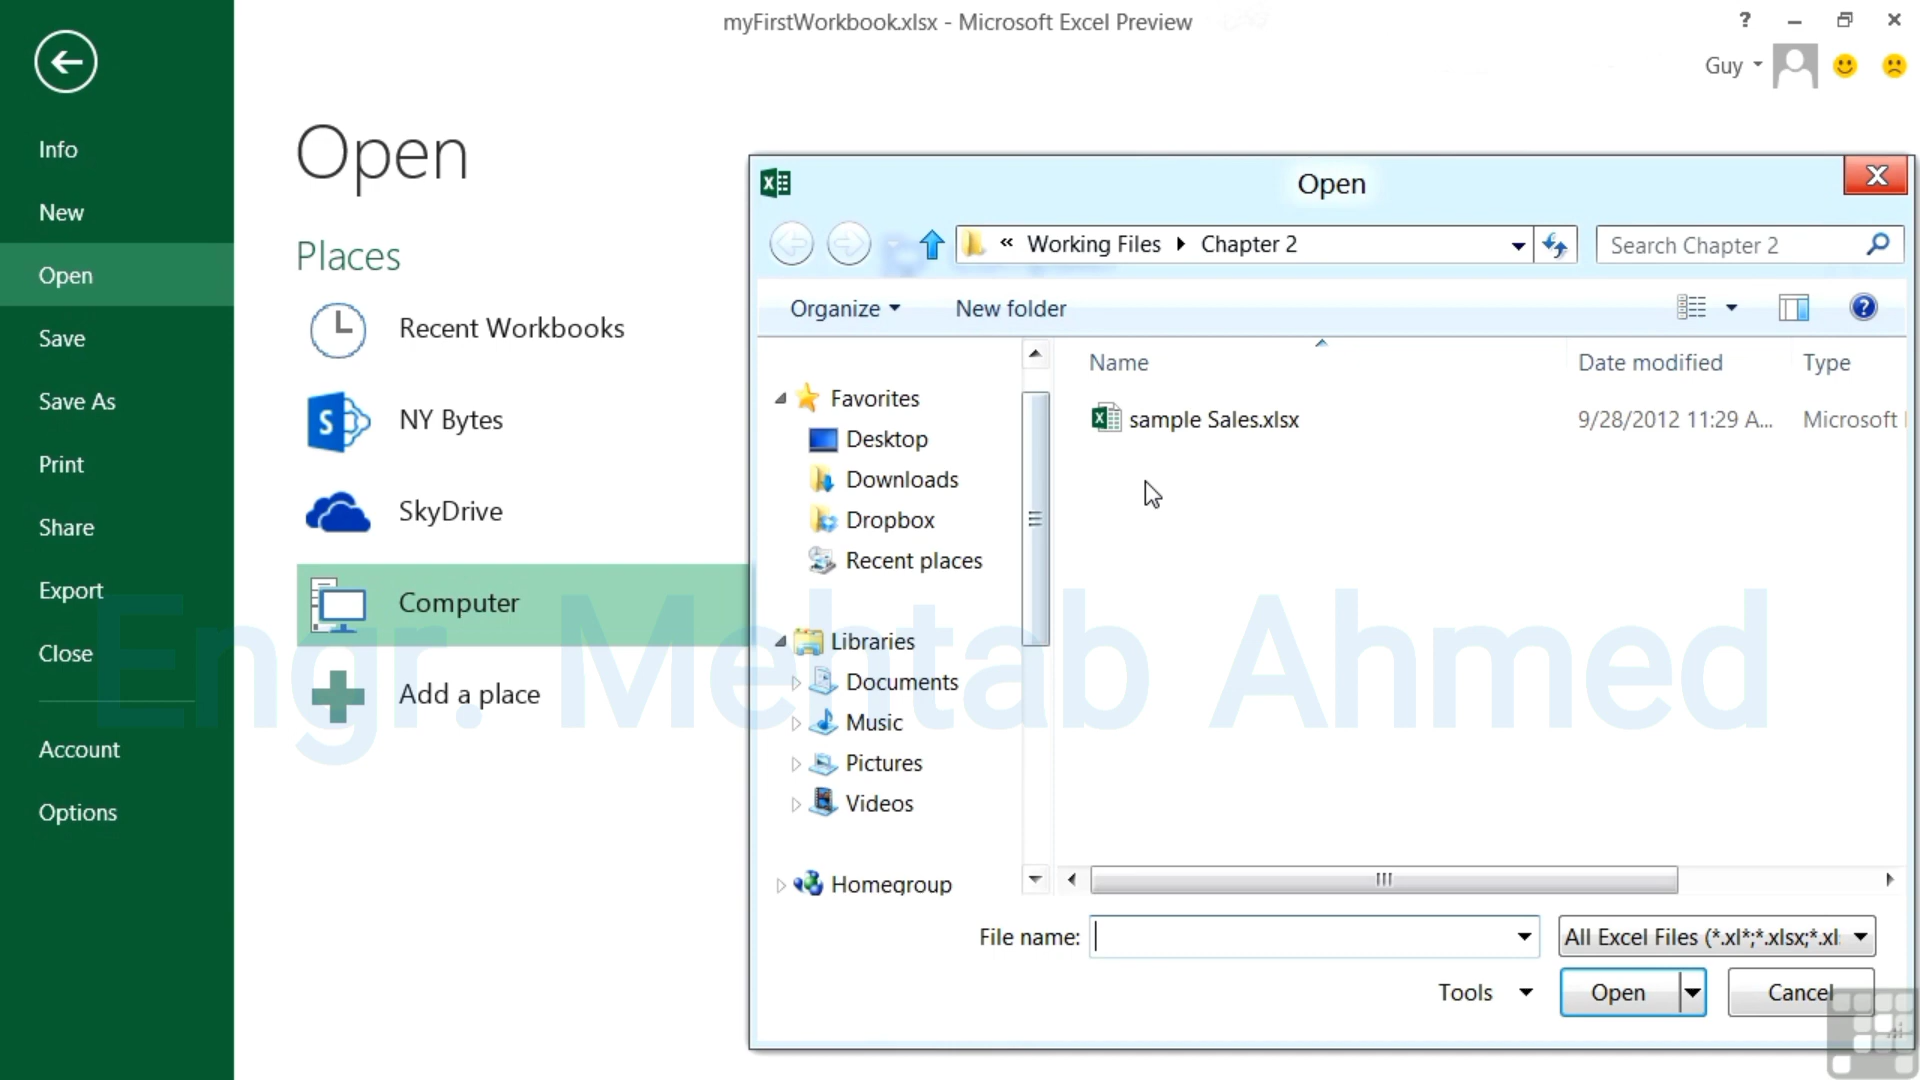 myFirstWorkbook.xlsx - Microsoft Excel Preview
?
Guy
Info
New
Open
Save
Save As
Print
Share
Export
Close
Account
Options
Open
Places
Recent Workbooks
NY Bytes
SkyDrive
Computer
Add a place
Open
« Working Files Chapter 2
Search Chapter 2
Organize
New folder
Favorites
Desktop
Downloads
Dropbox
Recent places
Libraries
Documents
Music
Pictures
Videos
Homegroup
Name Date modified Type
sample Sales.xlsx 9/28/2012 11:29 A... Microsoft
File name:
All Excel Files (*.xl*;*.xlsx;*.xl
Tools
Open
Cancel
Engr. Mehtab Ahmed